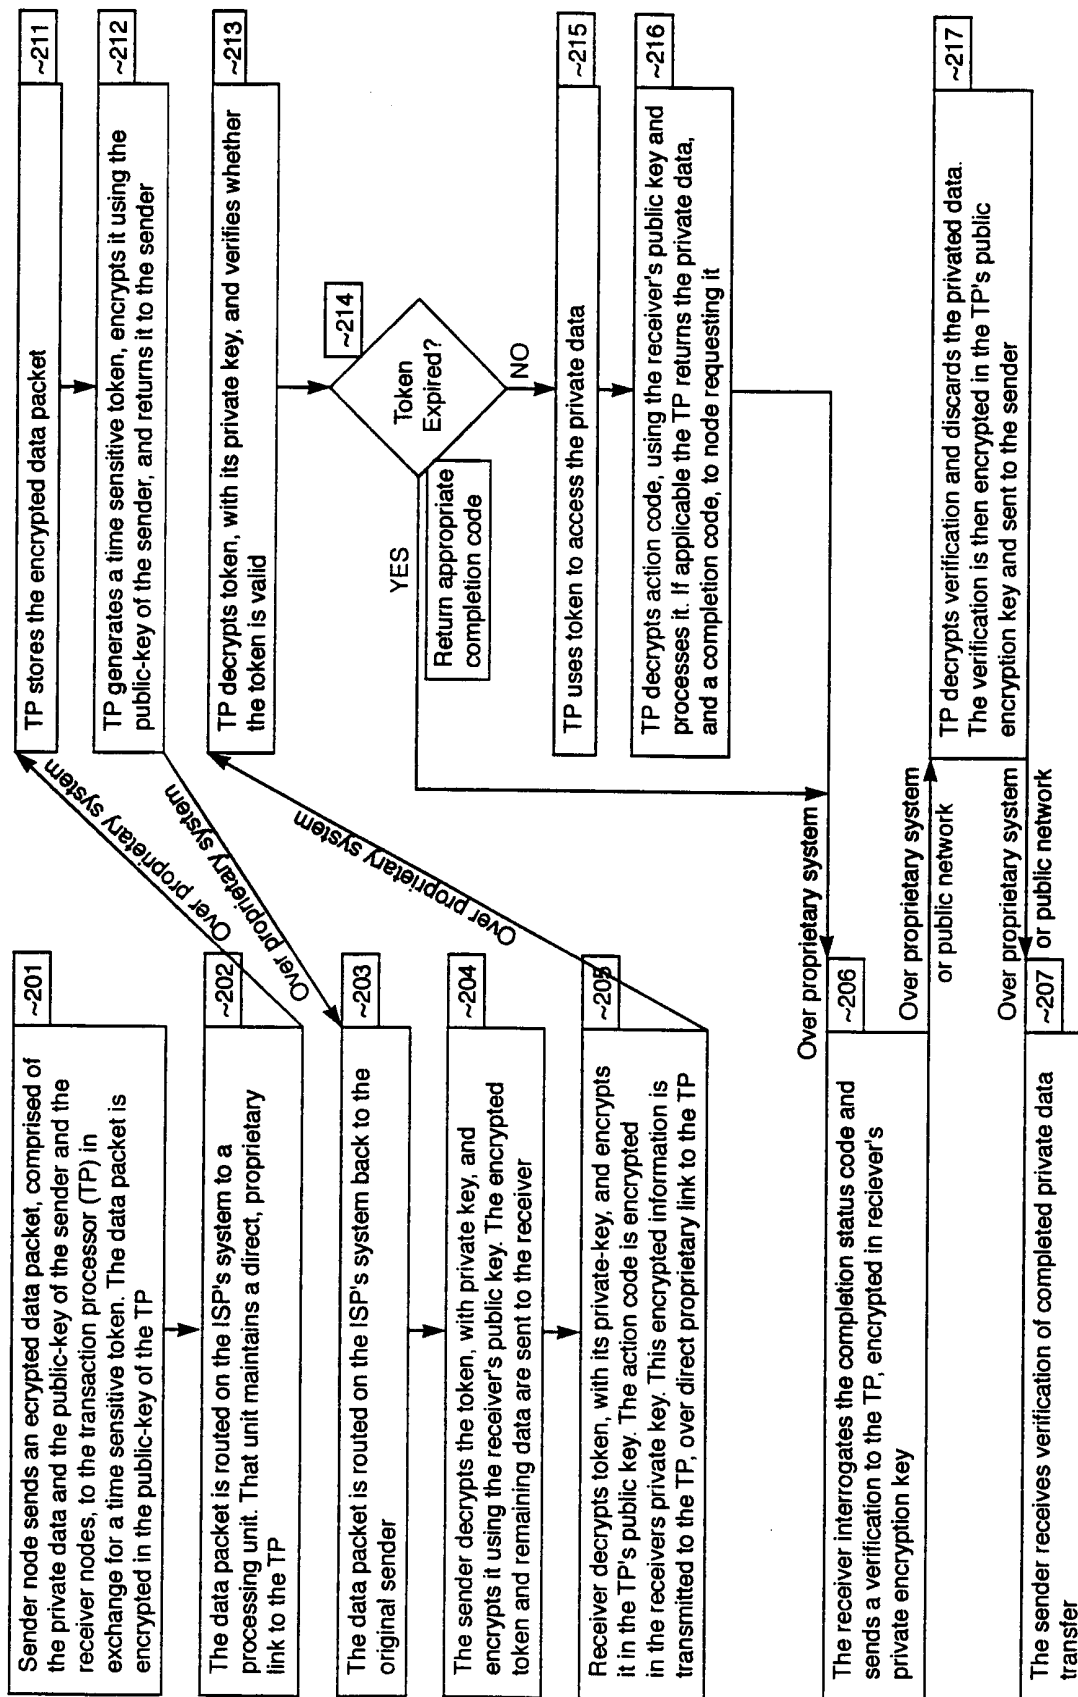 Sender node sends an ecrypted data packet, comprised of
the private data and the public-key of the sender and the
receiver nodes, to the transaction processor (TP) in
exchange for a time sensitive token. The data packet is
encrypted in the public-key of the TP
~201
The data packet is routed on the ISP's system to a
processing unit. That unit maintains a direct, proprietary
link to the TP
~202
The data packet is routed on the ISP's system back to the
original sender
~203
The sender decrypts the token, with private key, and
encrypts it using the receiver's public key. The encrypted
token and remaining data are sent to the receiver
~204
Receiver decrypts token, with its private-key, and encrypts
it in the TP's public key. The action code is encrypted
in the receivers private key. This encrypted information is
transmitted to the TP, over direct proprietary link to the TP
~205
The receiver interrogates the completion status code and
sends a verification to the TP, encrypted in reciever's
private encryption key
~206
The sender receives verification of completed private data
transfer
~207
Over proprietary system
Over proprietary system
Over proprietary system
Over proprietary system
Over proprietary system
or public network
Over proprietary system
or public network
TP stores the encrypted data packet
~211
TP generates a time sensitive token, encrypts it using the
public-key of the sender, and returns it to the sender
~212
TP decrypts token, with its private key, and verifies whether
the token is valid
~213
Token
Expired?
~214
YES
Return appropriate
completion code
NO
TP uses token to access the private data
~215
TP decrypts action code, using the receiver's public key and
processes it. If applicable the TP returns the private data,
and a completion code, to node requesting it
~216
TP decrypts verification and discards the privated data.
The verification is then encrypted in the TP's public
encryption key and sent to the sender
~217